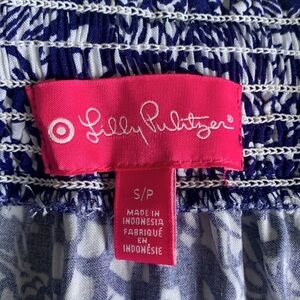 Lilly Pulitzer®
S/P
MADE IN
INDONESIA
FABRIQUÉ
EN
INDONÉSIE